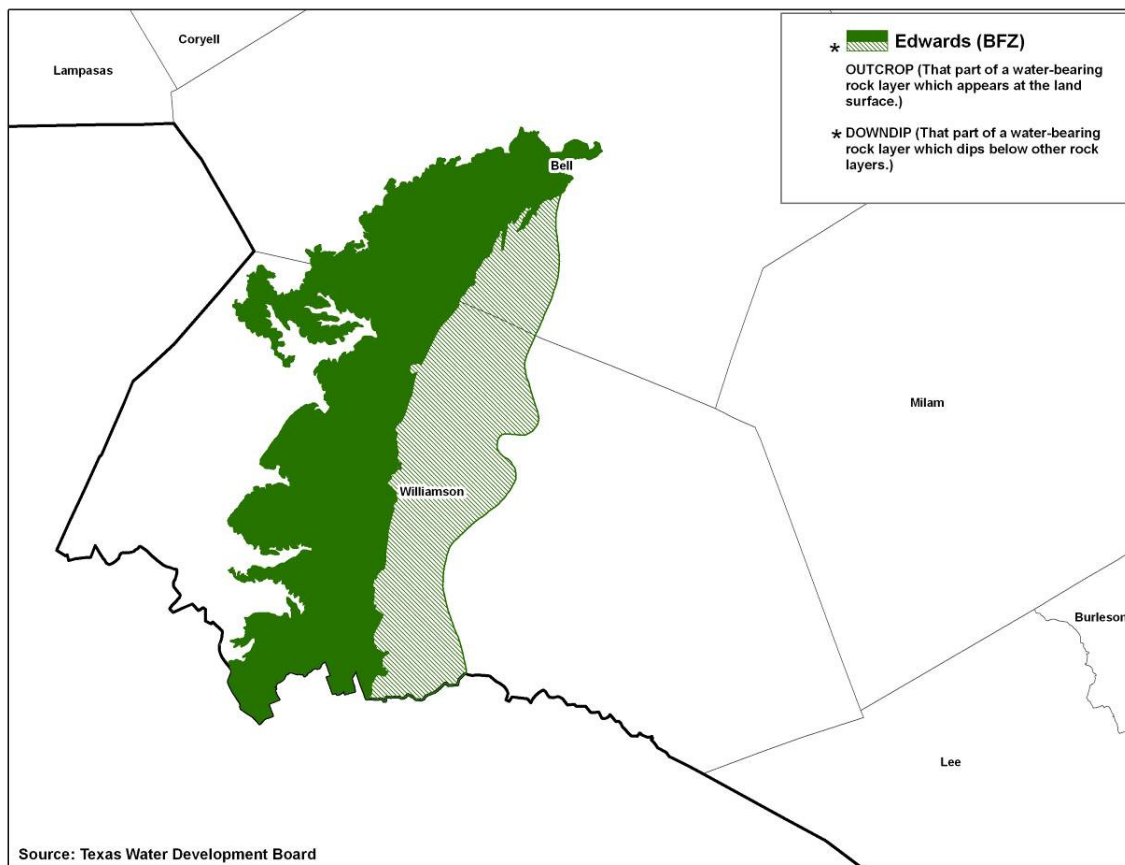 Coryell
Lampasas
* Edwards (BFZ)
OUTCROP (That part of a water-bearing
rock layer which appears at the land
surface.)
* DOWNDIP (That part of a water-bearing
rock layer which dips below other rock
layers.)
Bell
Milam
Williamson
Burleson
Lee
Source: Texas Water Development Board